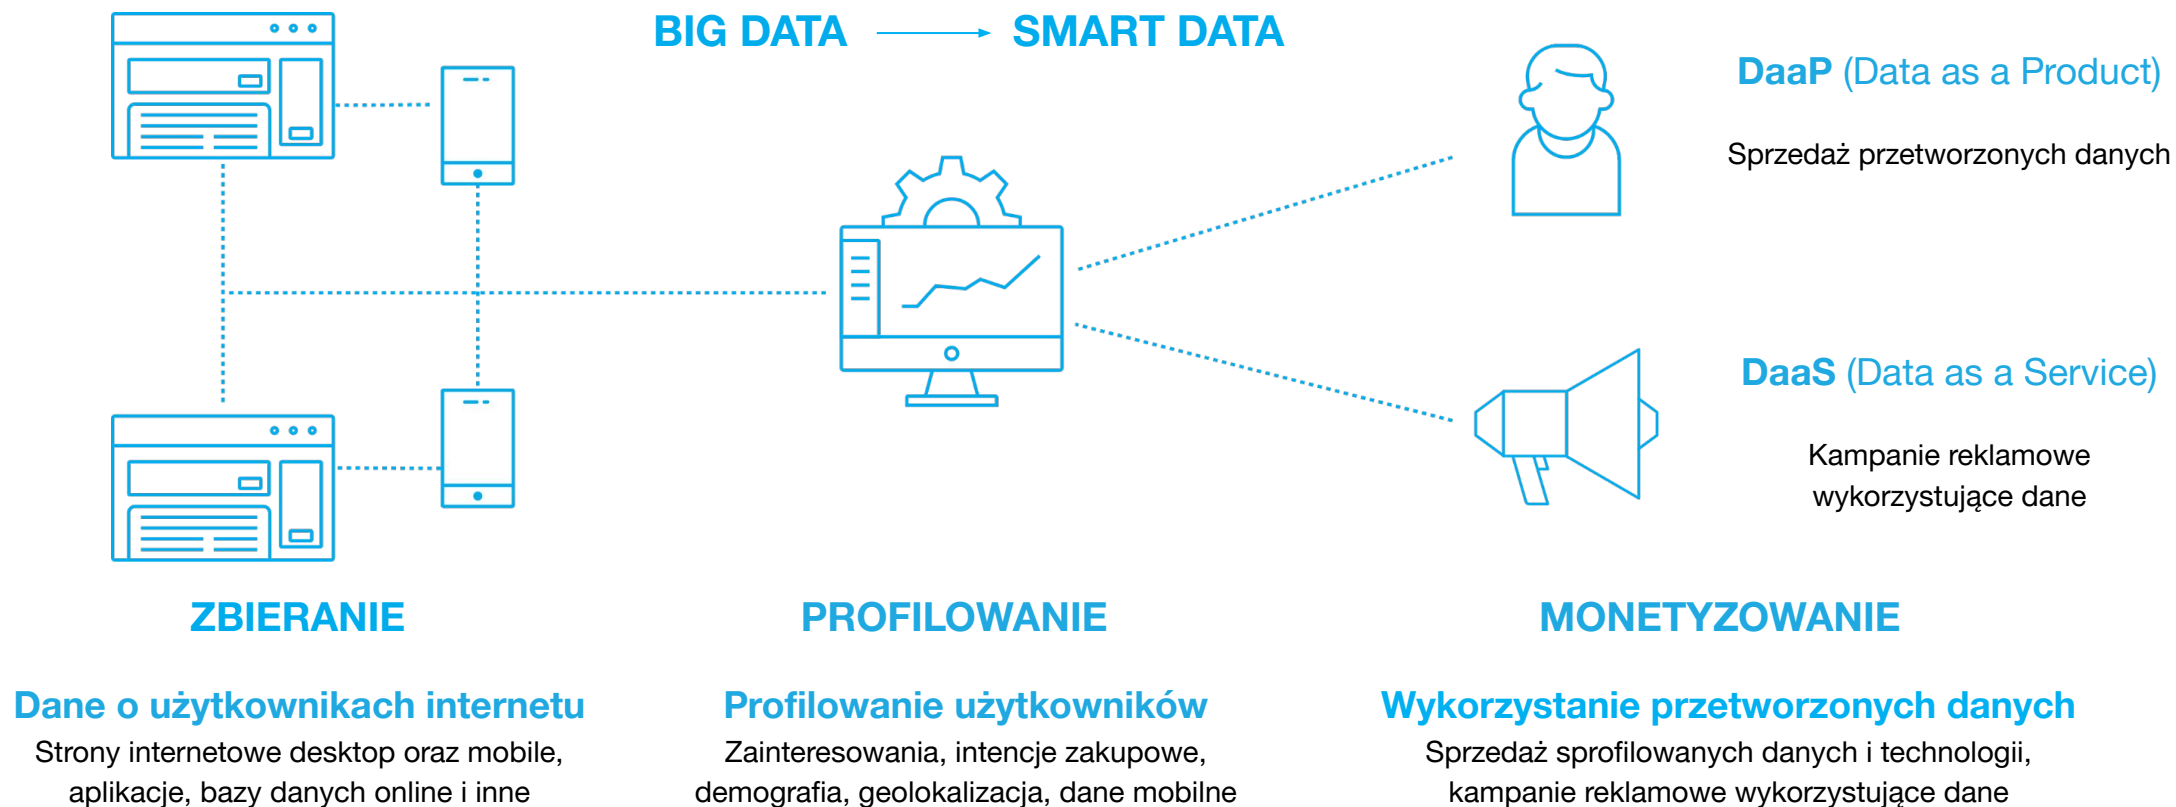 BIG DATA SMART DATA
DaaP (Data as a Product)
Sprzedaż przetworzonych danych
DaaS (Data as a Service)
Kampanie reklamowe
wykorzystujące dane
ZBIERANIE
Dane o użytkownikach internetu
Strony internetowe desktop oraz mobile,
aplikacje, bazy danych online i inne
PROFILOWANIE
Profilowanie użytkowników
Zainteresowania, intencje zakupowe,
demografia, geolokalizacja, dane mobilne
MONETYZOWANIE
Wykorzystanie przetworzonych danych
Sprzedaż sprofilowanych danych i technologii,
kampanie reklamowe wykorzystujące dane